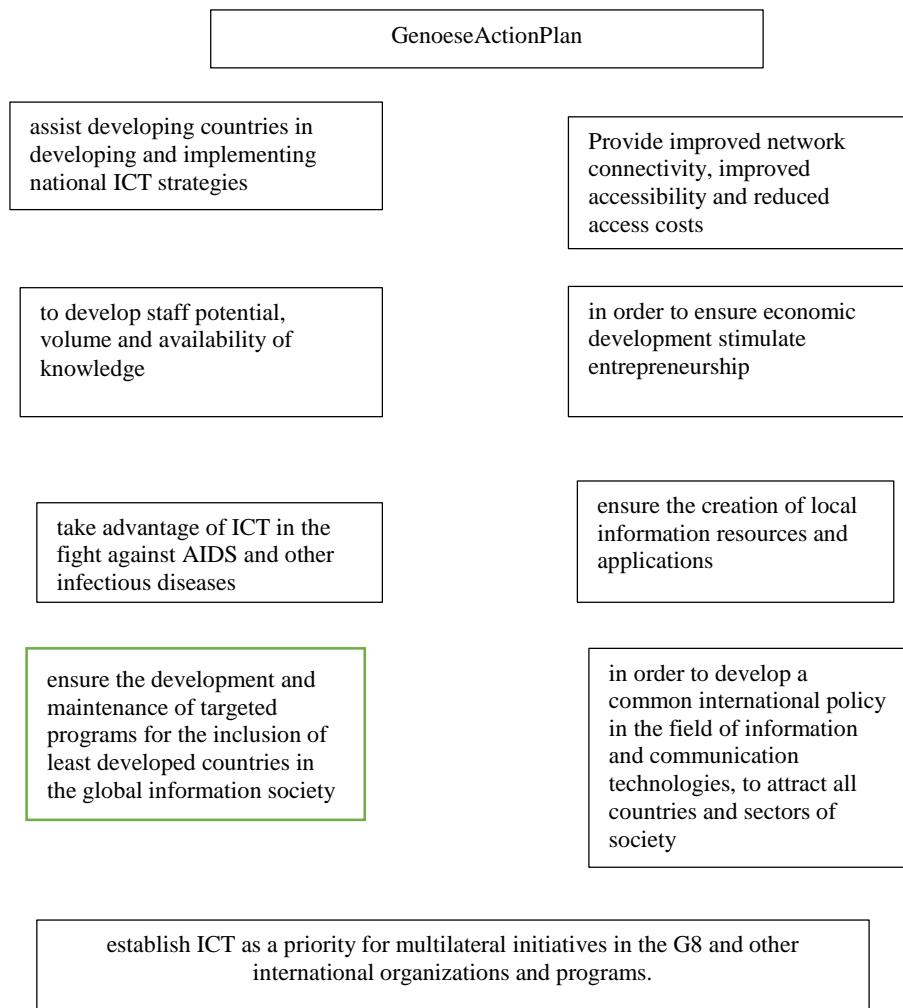 GenoeseActionPlan
assist developing countries in
developing and implementing
national ICT strategies
Provide improved network
connectivity, improved
accessibility and reduced
access costs
to develop staff potential,
volume and availability of
knowledge
in order to ensure economic
development stimulate
entrepreneurship
take advantage of ICT in the
fight against AIDS and other
infectious diseases
ensure the creation of local
information resources and
applications
ensure the development and
maintenance of targeted
programs for the inclusion of
least developed countries in
the global information society
in order to develop a
common international policy
in the field of information
and communication
technologies, to attract all
countries and sectors of
society
establish ICT as a priority for multilateral initiatives in the G8 and other
international organizations and programs.